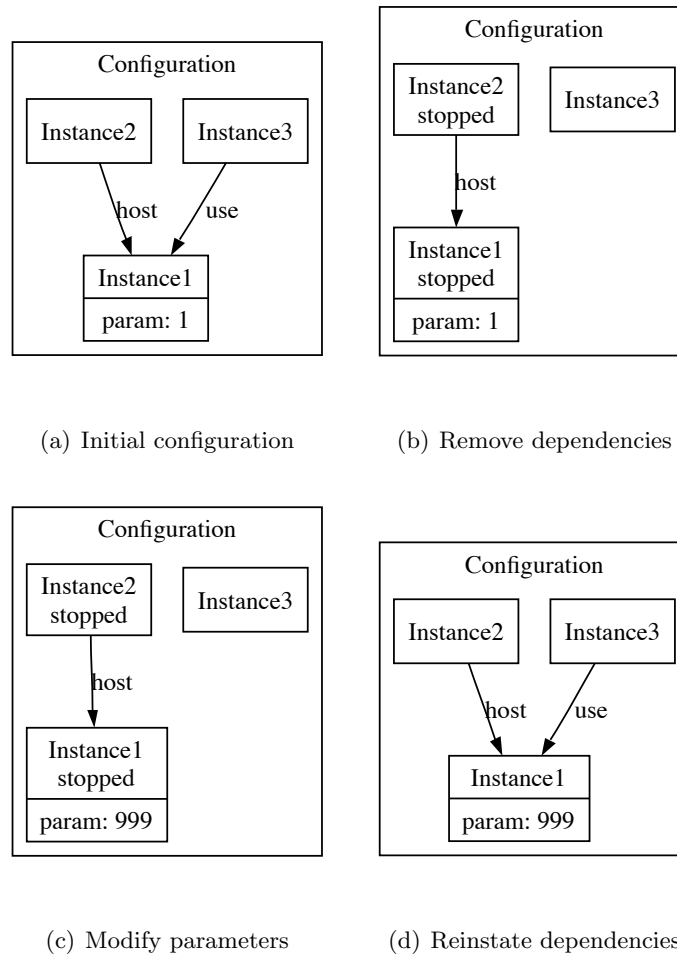 Configuration
Instance2
Instance3
host
use
Instance1
param: 1
(a) Initial configuration
Configuration
Instance2
stopped
Instance3
host
Instance1
stopped
param: 1
(b) Remove dependencies
Configuration
Instance2
stopped
Instance3
host
Instance1
stopped
param: 999
(c) Modify parameters
Configuration
Instance2
Instance3
host
use
Instance1
param: 999
(d) Reinstate dependencies